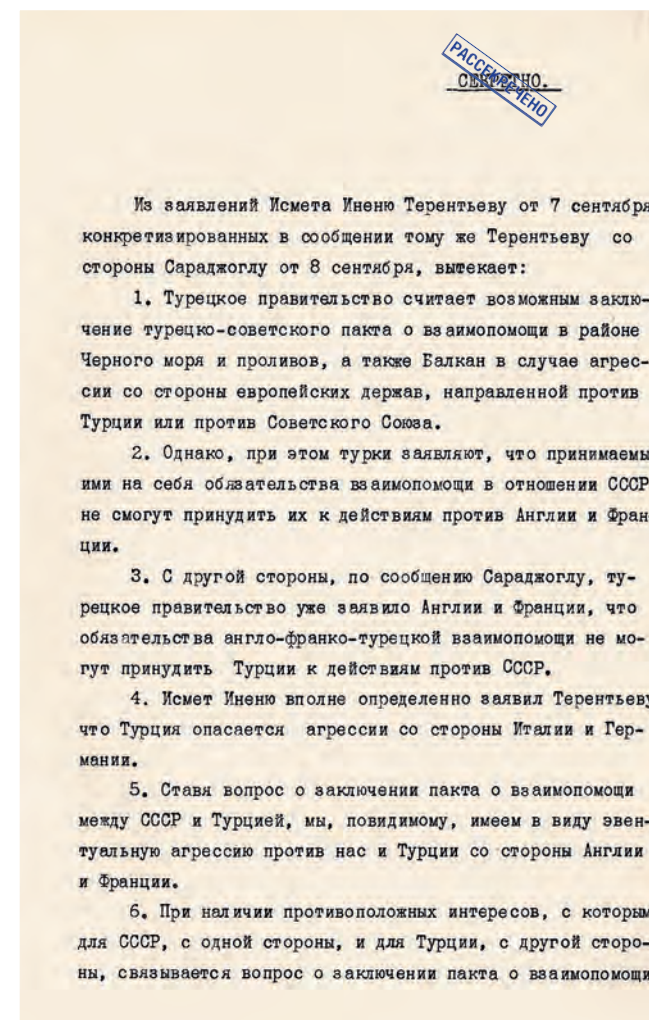 СЕКРЕТНО.
РАССЕКРЕЧЕНО
Из заявлений Исмета Иненю Терентьеву от 7 сентября
конкретизированных в сообщении тому же Терентьеву со
стороны Сараджоглу от 8 сентября, вытекает:
1. Турецкое правительство считает возможным заклю-
чение турецко-советского пакта о взаимопомощи в районе
Черного моря и проливов, а также Балкан в случае агрес-
сии со стороны европейских держав, направленной против
Турции или против Советского Союза.
2. Однако, при этом турки заявляют, что принимаемы
ими на себя обязательства взаимопомощи в отношении СССР
не смогут принудить их к действиям против Англии и Фран
ции.
3. С другой стороны, по сообщению Сараджоглу, ту-
рецкое правительство уже заявило Англии и Франции, что
обязательства англо-франко-турецкой взаимопомощи не мо-
гут принудить Турции к действиям против СССР.
4. Исмет Иненю вполне определенно заявил Терентьеву
что Турция опасается агрессии со стороны Италии и Гер-
мании.
5. Ставя вопрос о заключении пакта о взаимопомощи
между СССР и Турцией, мы, повидимому, имеем в виду эвен-
туальную агрессию против нас и Турции со стороны Англии
и Франции.
6. При наличии противоположных интересов, с которым
для СССР, с одной стороны, и для Турции, с другой сторо-
ны, связывается вопрос о заключении пакта о взаимопомощи